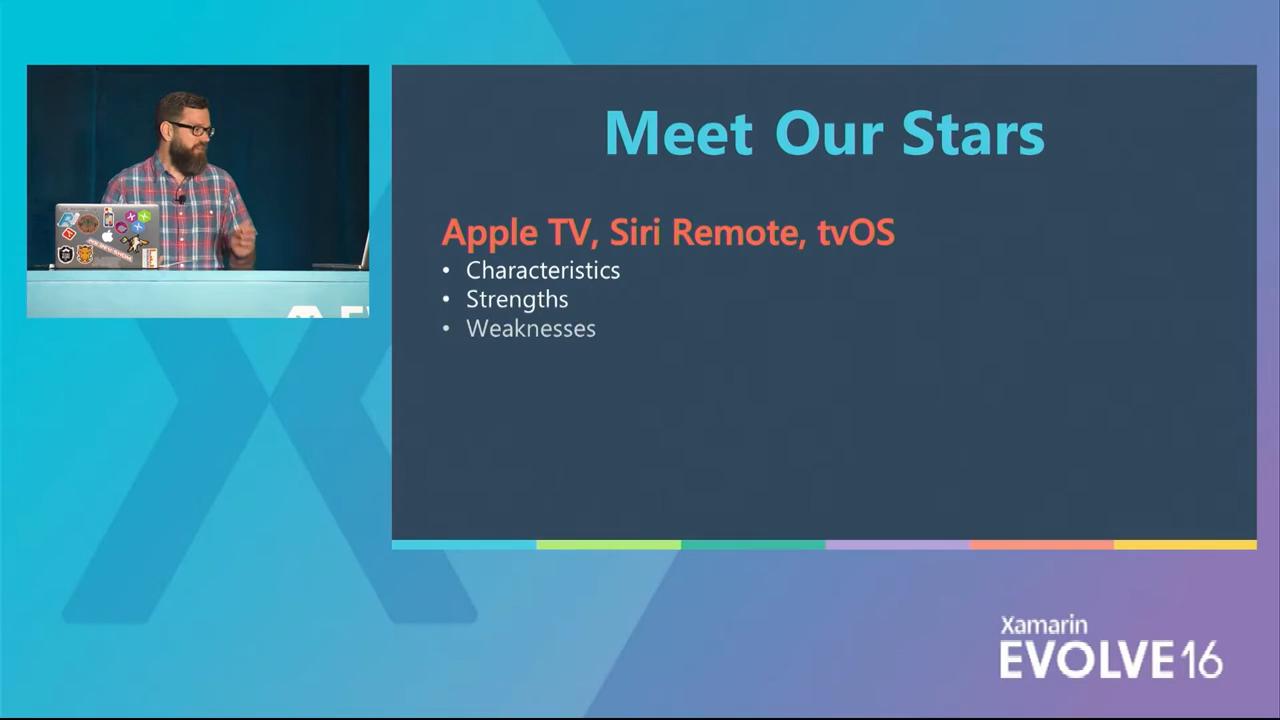 Meet Our Stars
Apple TV, Siri Remote, tvOS
• Characteristics
• Strengths
• Weaknesses
Xamarin
EVOLVE16